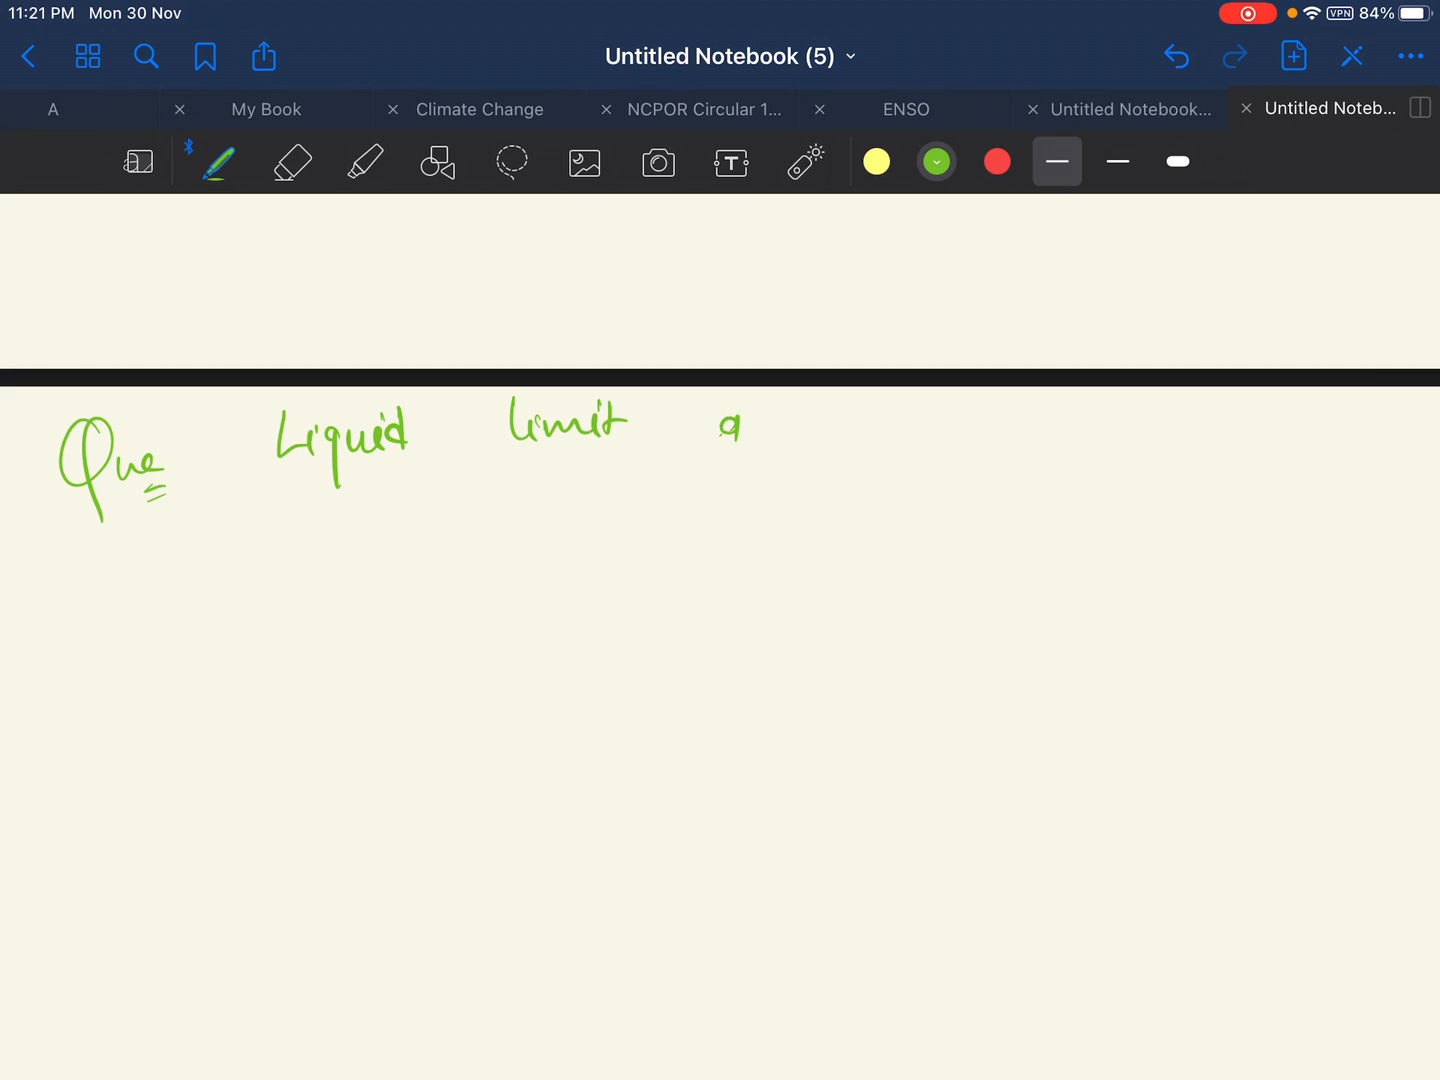 11:21 PM Mon 30 Nov
VPN 84%
Untitled Notebook (5)
A
My Book
Climate Change
NCPOR Circular 1...
ENSO
Untitled Notebook...
Untitled Noteb...
Que Liquid limit a